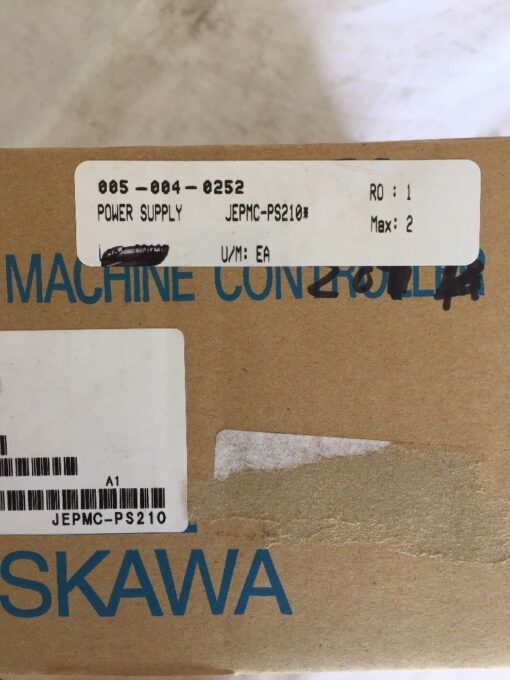 005-004-0252
RO: 1
POWER SUPPLY JEPMC-PS210*
Max: 2
U/M: EA
MACHINE CONTROLLER
A1
JEPMC-PS210
SKAWA